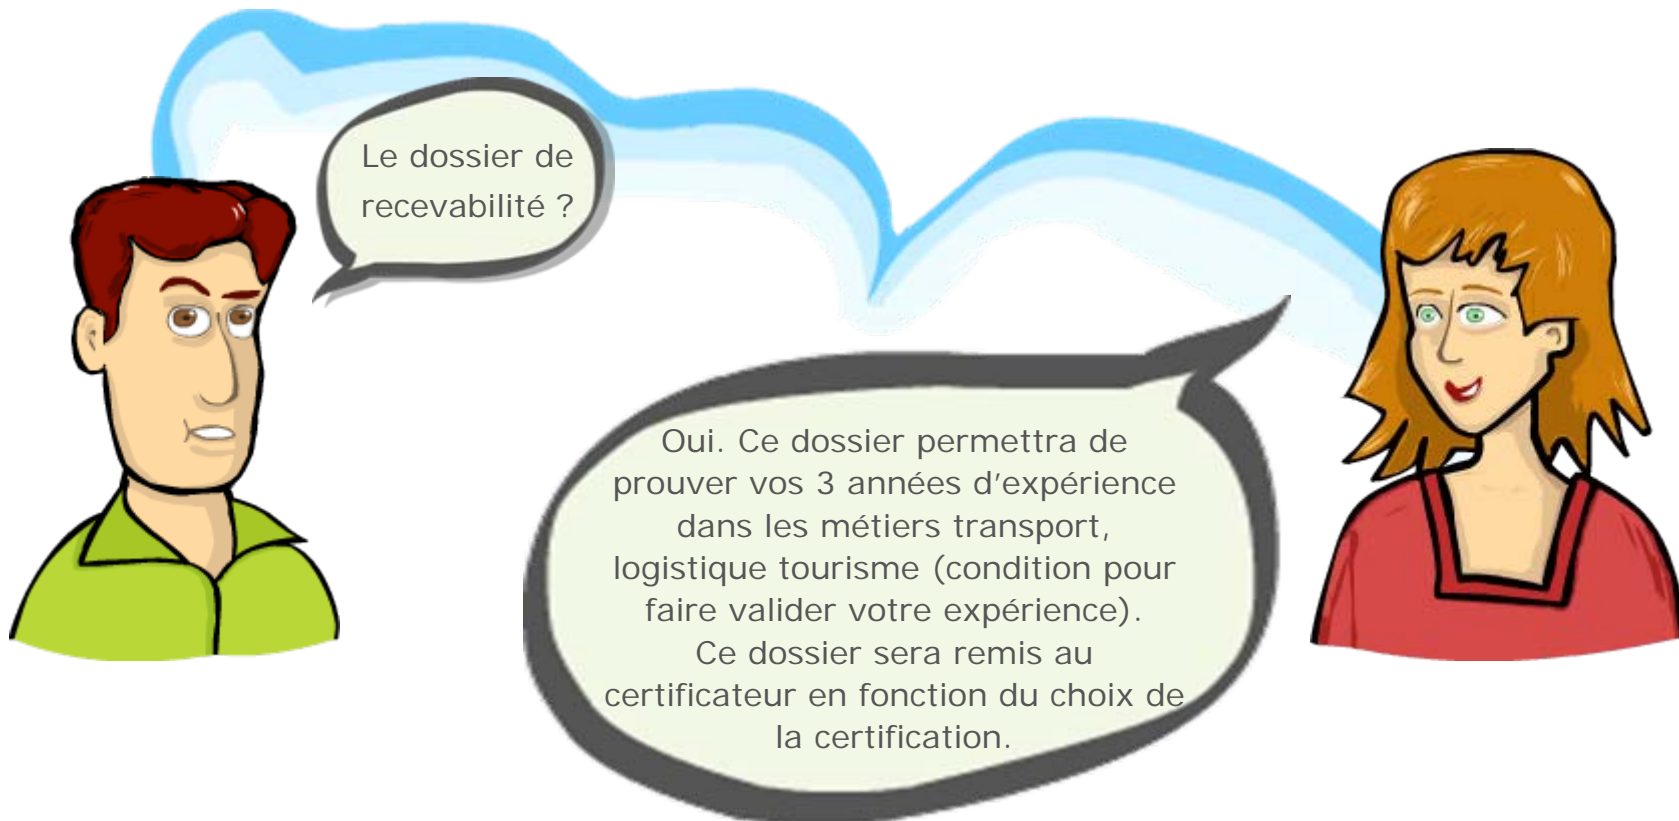 Le dossier de
recevabilité ?
Oui. Ce dossier permettra de
prouver vos 3 années d’expérience
dans les métiers transport,
logistique tourisme (condition pour
faire valider votre expérience).
Ce dossier sera remis au
certificateur en fonction du choix de
la certification.